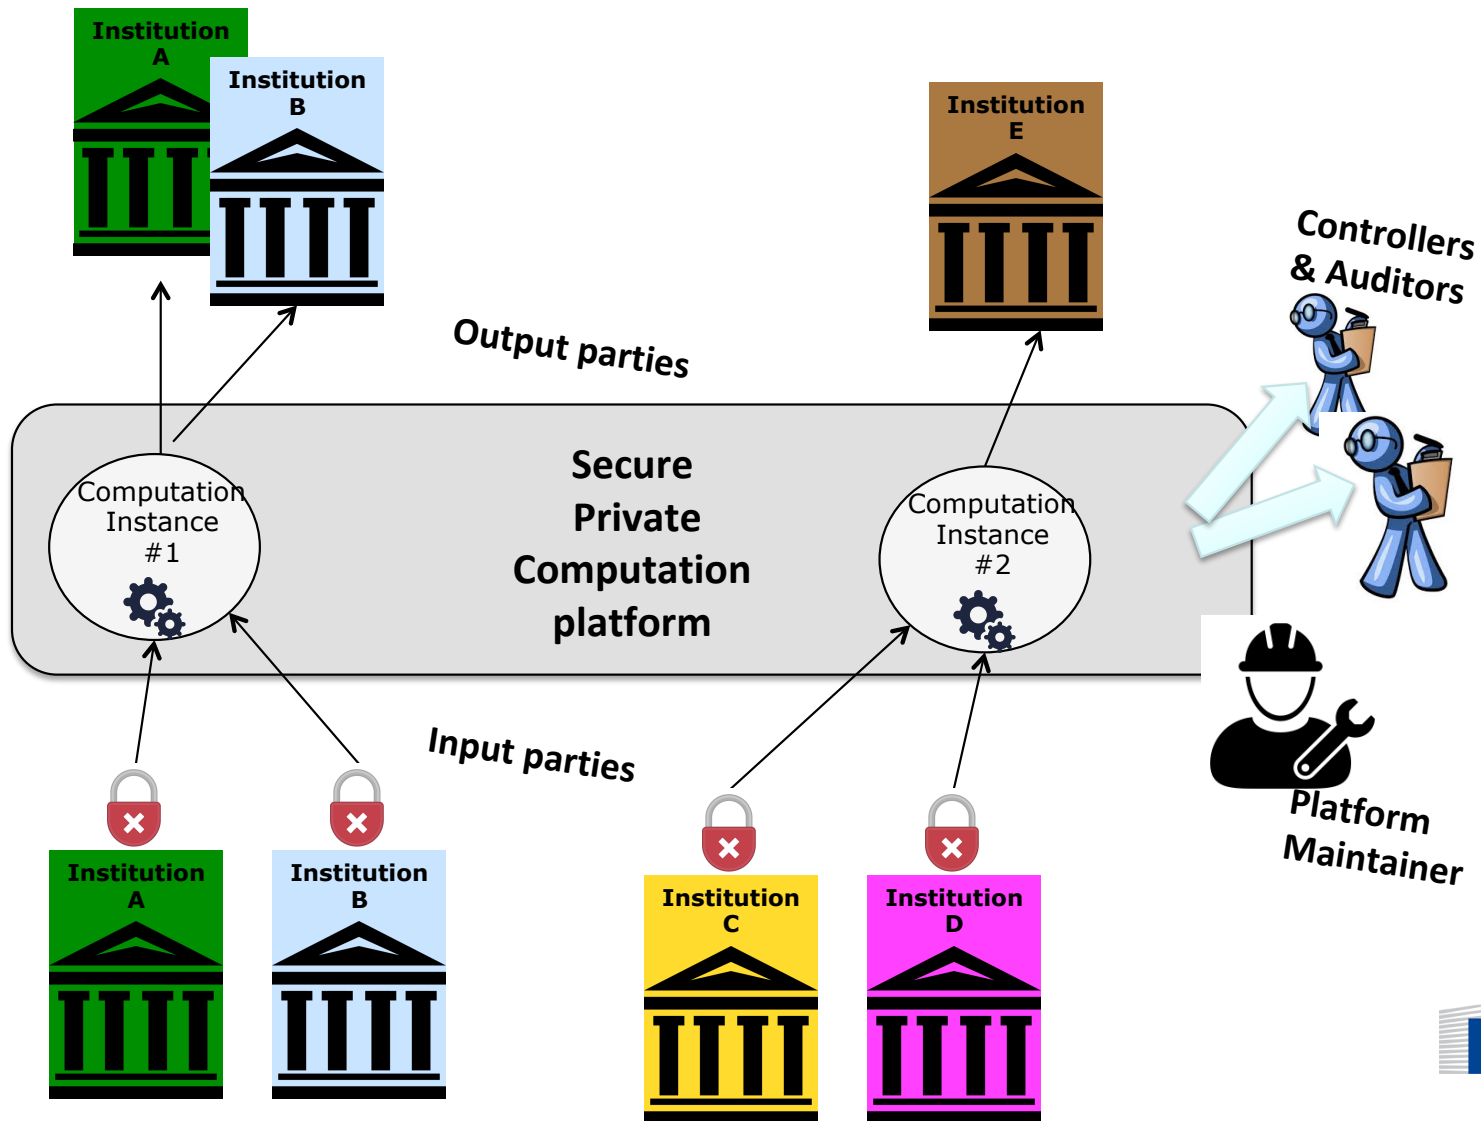 Institution
A
Institution
B
Institution
E
Controllers
& Auditors
Output parties
Computation
Instance
#1
Secure
Private
Computation
platform
Computation
Instance
#2
Input parties
Platform
Maintainer
Institution
A
Institution
B
Institution
C
Institution
D